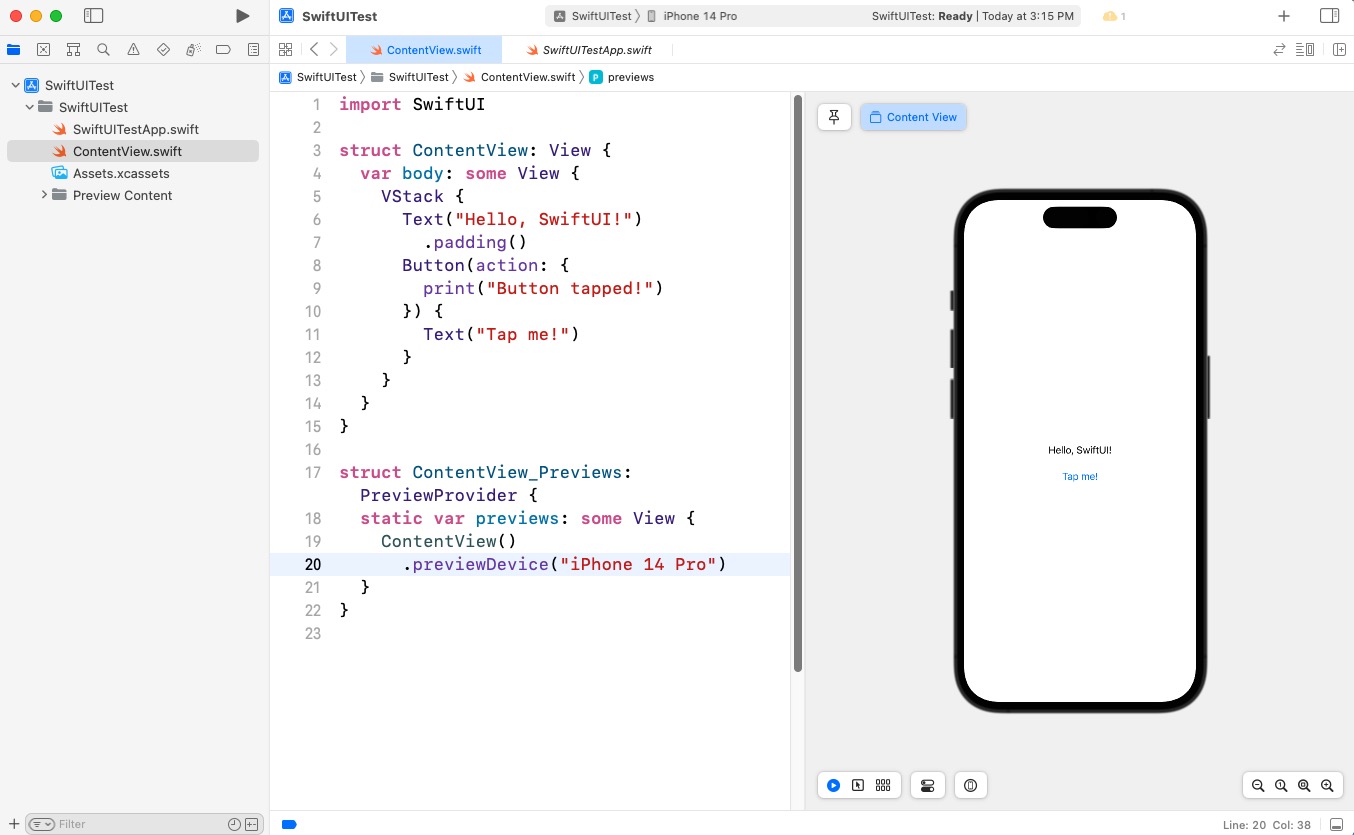 SwiftUITest
SwiftUITest
iPhone 14 Pro
SwiftUITest: Ready | Today at 3:15 PM
1
ContentView.swift
SwiftUITestApp.swift
SwiftUITest
SwiftUITest
ContentView.swift
P
previews
SwiftUITest
SwiftUITest
SwiftUITestApp.swift
ContentView.swift
Assets.xcassets
Preview Content
1 import SwiftUI
2
3 struct ContentView: View {
4 var body: some View {
5 VStack {
6 Text("Hello, SwiftUI!")
7 .padding()
8 Button(action: {
9 print("Button tapped!")
10 }) {
11 Text("Tap me!")
12 }
13 }
14 }
15 }
16
17 struct ContentView_Previews:
PreviewProvider {
18 static var previews: some View {
19 ContentView()
20 .previewDevice("iPhone 14 Pro")
21 }
22 }
23
Content View
Hello, SwiftUI!
Tap me!
Filter
Line: 20 Col: 38